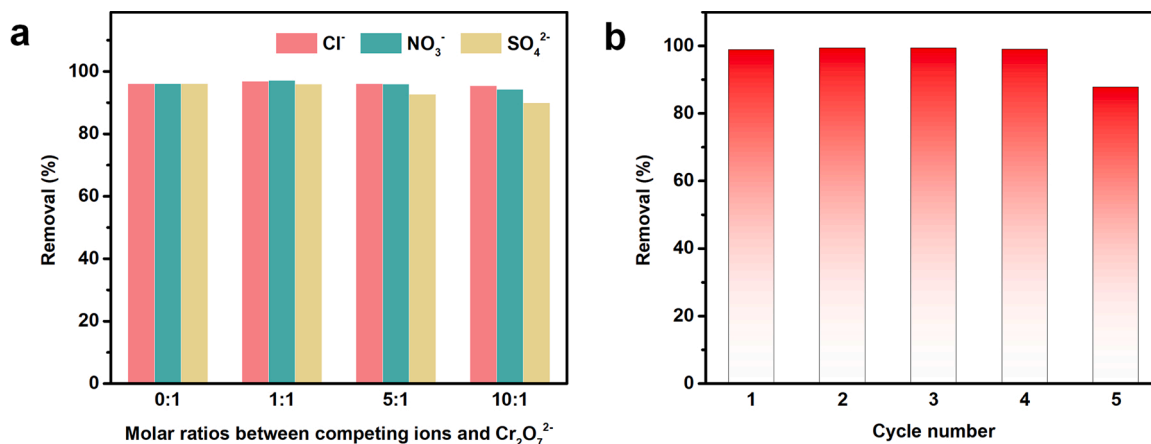 a
Cl⁻ NO₃⁻ SO₄²⁻
100
80
60
40
20
0
Removal (%)
0:1 1:1 5:1 10:1
Molar ratios between competing ions and Cr₂O₇²⁻
b
100
80
60
40
20
0
Removal (%)
1 2 3 4 5
Cycle number